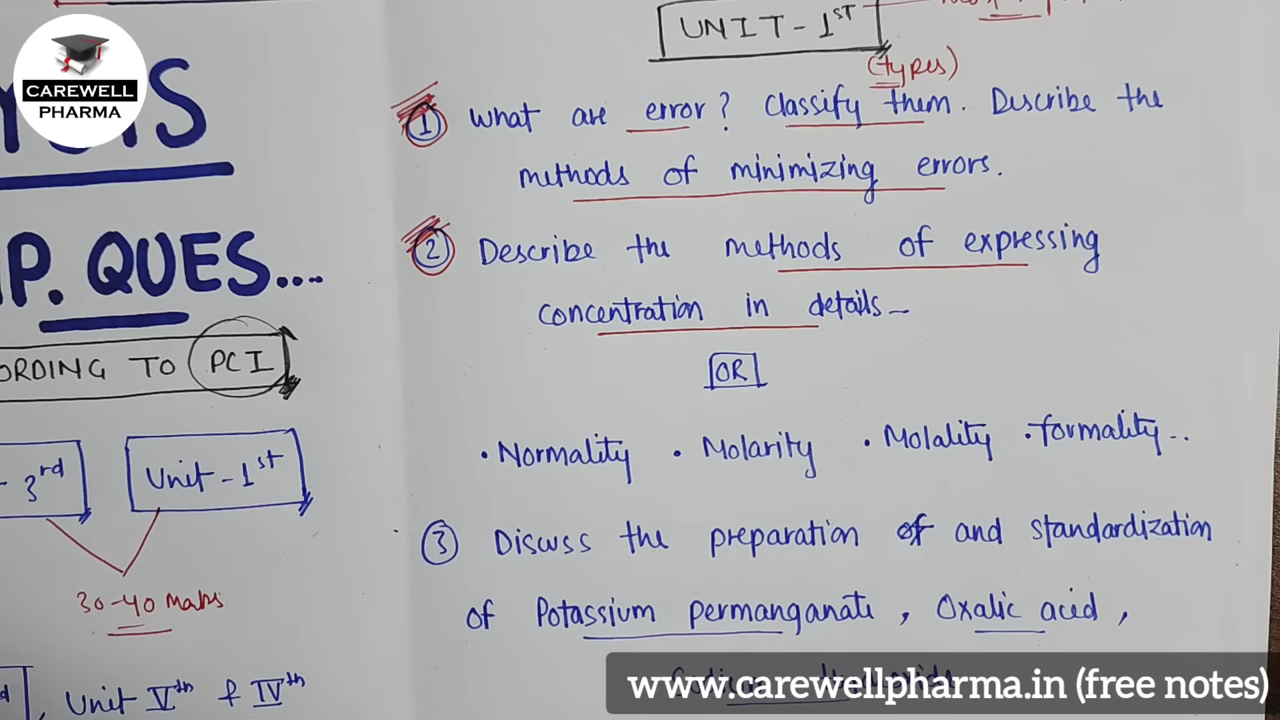 CAREWELL
PHARMA
IS
P. QUES....
ORDING TO PCI
3rd
Unit - 1st
30-40 Marks
, Unit Vth & IVth
UNIT - 1ST
(types)
① What are error? Classify them. Describe the
methods of minimizing errors.
② Describe the methods of expressing
concentration in details -
OR
• Normality • Molarity • Molality • formality..
③ Discuss the preparation of and standardization
of Potassium permanganate, Oxalic acid,
www.carewellpharma.in (free notes)